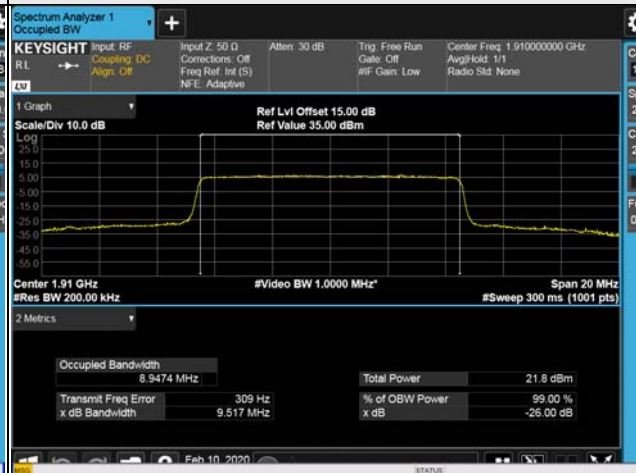 Spectrum Analyzer 1
Occupied BW
+
KEYSIGHT
RL
LXI
Input: RF
Coupling: DC
Align: Off
Input Z: 50 Ω
Corrections: Off
Freq Ref: Int (S)
NFE: Adaptive
Atten: 30 dB
Trig: Free Run
Gate: Off
#IF Gain: Low
Center Freq: 1.910000000 GHz
Avg|Hold: 1/1
Radio Std: None
1 Graph
Scale/Div 10.0 dB
Ref Lvl Offset 15.00 dB
Ref Value 35.00 dBm
Log
25.0
15.0
5.00
-5.00
-15.0
-25.0
-35.0
-45.0
-55.0
Center 1.91 GHz
#Video BW 1.0000 MHz*
Span 20 MHz
#Res BW 200.00 kHz
#Sweep 300 ms (1001 pts)
2 Metrics
Occupied Bandwidth
8.9474 MHz
Total Power 21.8 dBm
Transmit Freq Error 309 Hz
% of OBW Power 99.00 %
x dB Bandwidth 9.517 MHz
x dB -26.00 dB
Feb 10, 2020
MSG
STATUS